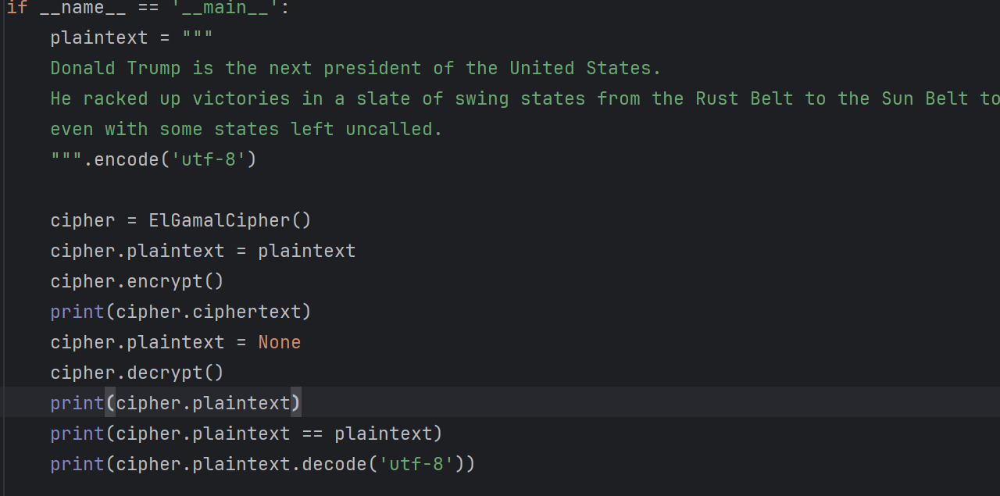 if __name__ == '__main__':
    plaintext = """
    Donald Trump is the next president of the United States.
    He racked up victories in a slate of swing states from the Rust Belt to the Sun Belt to
    even with some states left uncalled.
    """.encode('utf-8')

    cipher = ElGamalCipher()
    cipher.plaintext = plaintext
    cipher.encrypt()
    print(cipher.ciphertext)
    cipher.plaintext = None
    cipher.decrypt()
    print(cipher.plaintext)
    print(cipher.plaintext == plaintext)
    print(cipher.plaintext.decode('utf-8'))